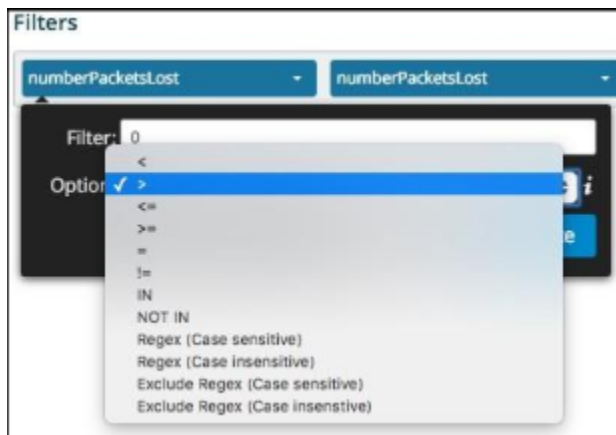 Filters
numberPacketsLost numberPacketsLost
Filter: 0
<
Option ✓ > i
<=
>=
=
!=
IN
NOT IN
Regex (Case sensitive)
Regex (Case insensitive)
Exclude Regex (Case sensitive)
Exclude Regex (Case insenstive)